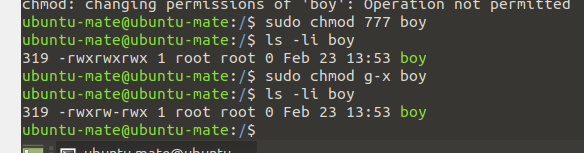 chmod: changing permissions of 'boy': Operation not permitted
ubuntu-mate@ubuntu-mate:/$ sudo chmod 777 boy
ubuntu-mate@ubuntu-mate:/$ ls -li boy
319 -rwxrwxrwx 1 root root 0 Feb 23 13:53 boy
ubuntu-mate@ubuntu-mate:/$ sudo chmod g-x boy
ubuntu-mate@ubuntu-mate:/$ ls -li boy
319 -rwxrw-rwx 1 root root 0 Feb 23 13:53 boy
ubuntu-mate@ubuntu-mate:/$
ubuntu-mate@ubuntu-